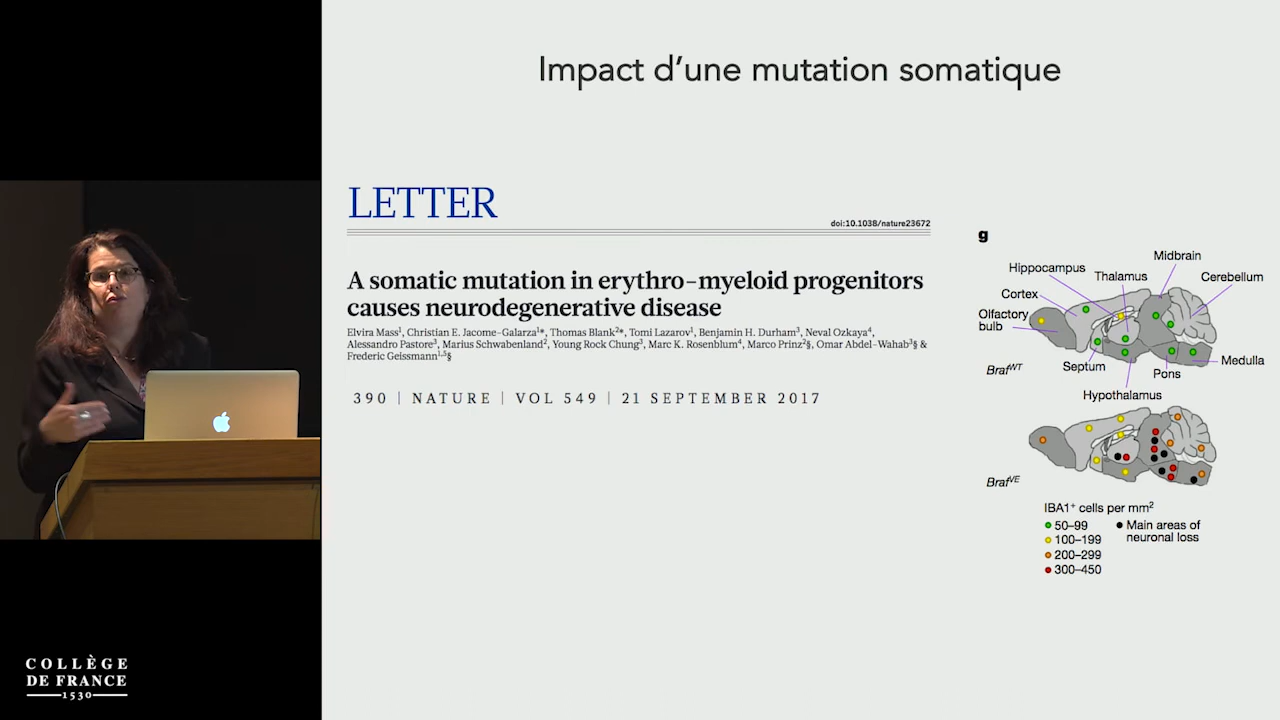 Impact d’une mutation somatique
LETTER
doi:10.1038/nature23672
A somatic mutation in erythro-myeloid progenitors
causes neurodegenerative disease
Elvira Mass¹, Christian E. Jacome-Galarza¹*, Thomas Blank²*, Tomi Lazarov¹, Benjamin H. Durham³, Neval Ozkaya⁴,
Alessandro Pastore³, Marius Schwabenland², Young Rock Chung³, Marc K. Rosenblum⁴, Marco Prinz²§, Omar Abdel-Wahab³§ &
Frederic Geissmann¹,⁵§
390 | NATURE | VOL 549 | 21 SEPTEMBER 2017
g
Midbrain
Hippocampus
Thalamus
Cerebellum
Cortex
Olfactory
bulb
Medulla
Septum
Pons
BrafWT
Hypothalamus
BrafVE
IBA1⁺ cells per mm²
50–99
100–199
200–299
300–450
Main areas of
neuronal loss
COLLÈGE
DE FRANCE
1530